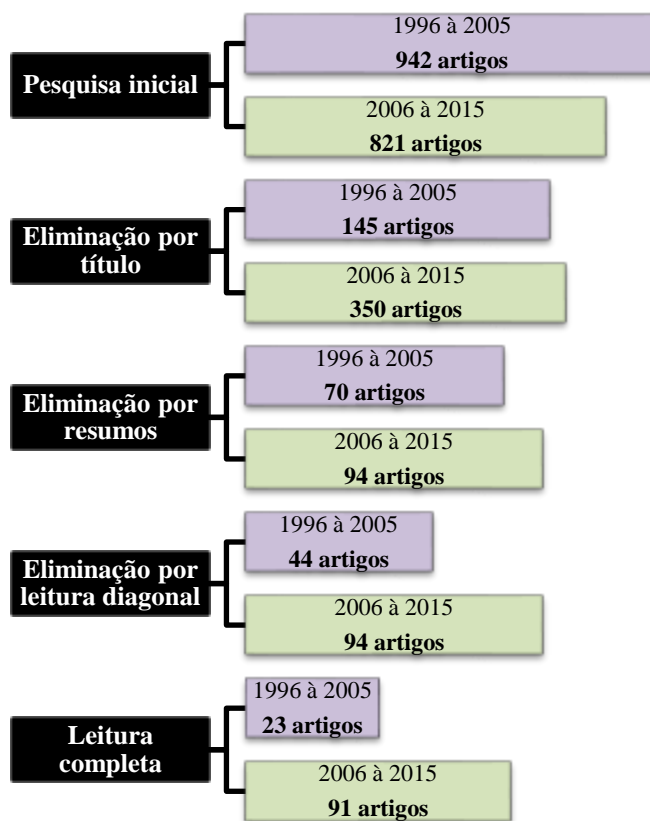 Pesquisa inicial
1996 à 2005
942 artigos
2006 à 2015
821 artigos
Eliminação por
título
1996 à 2005
145 artigos
2006 à 2015
350 artigos
Eliminação por
resumos
1996 à 2005
70 artigos
2006 à 2015
94 artigos
Eliminação por
leitura diagonal
1996 à 2005
44 artigos
2006 à 2015
94 artigos
Leitura
completa
1996 à 2005
23 artigos
2006 à 2015
91 artigos